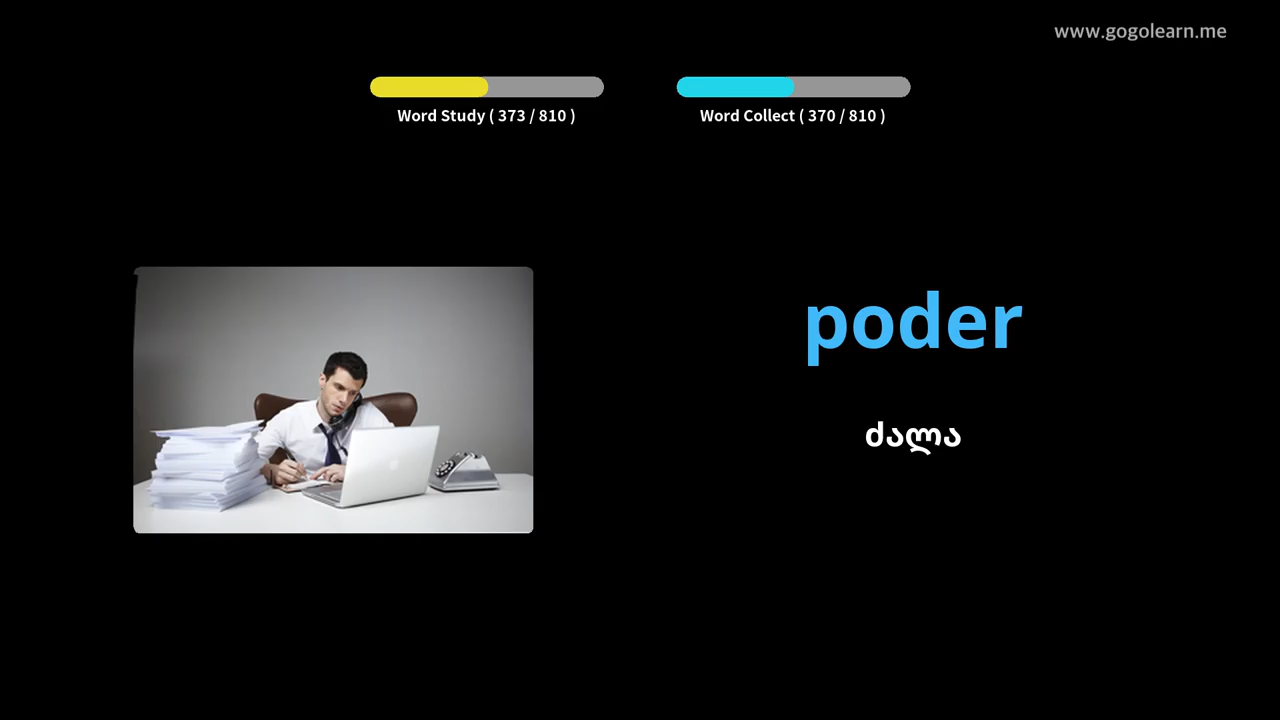 www.gogolearn.me
Word Study ( 373 / 810 )
Word Collect ( 370 / 810 )
poder
ძალა